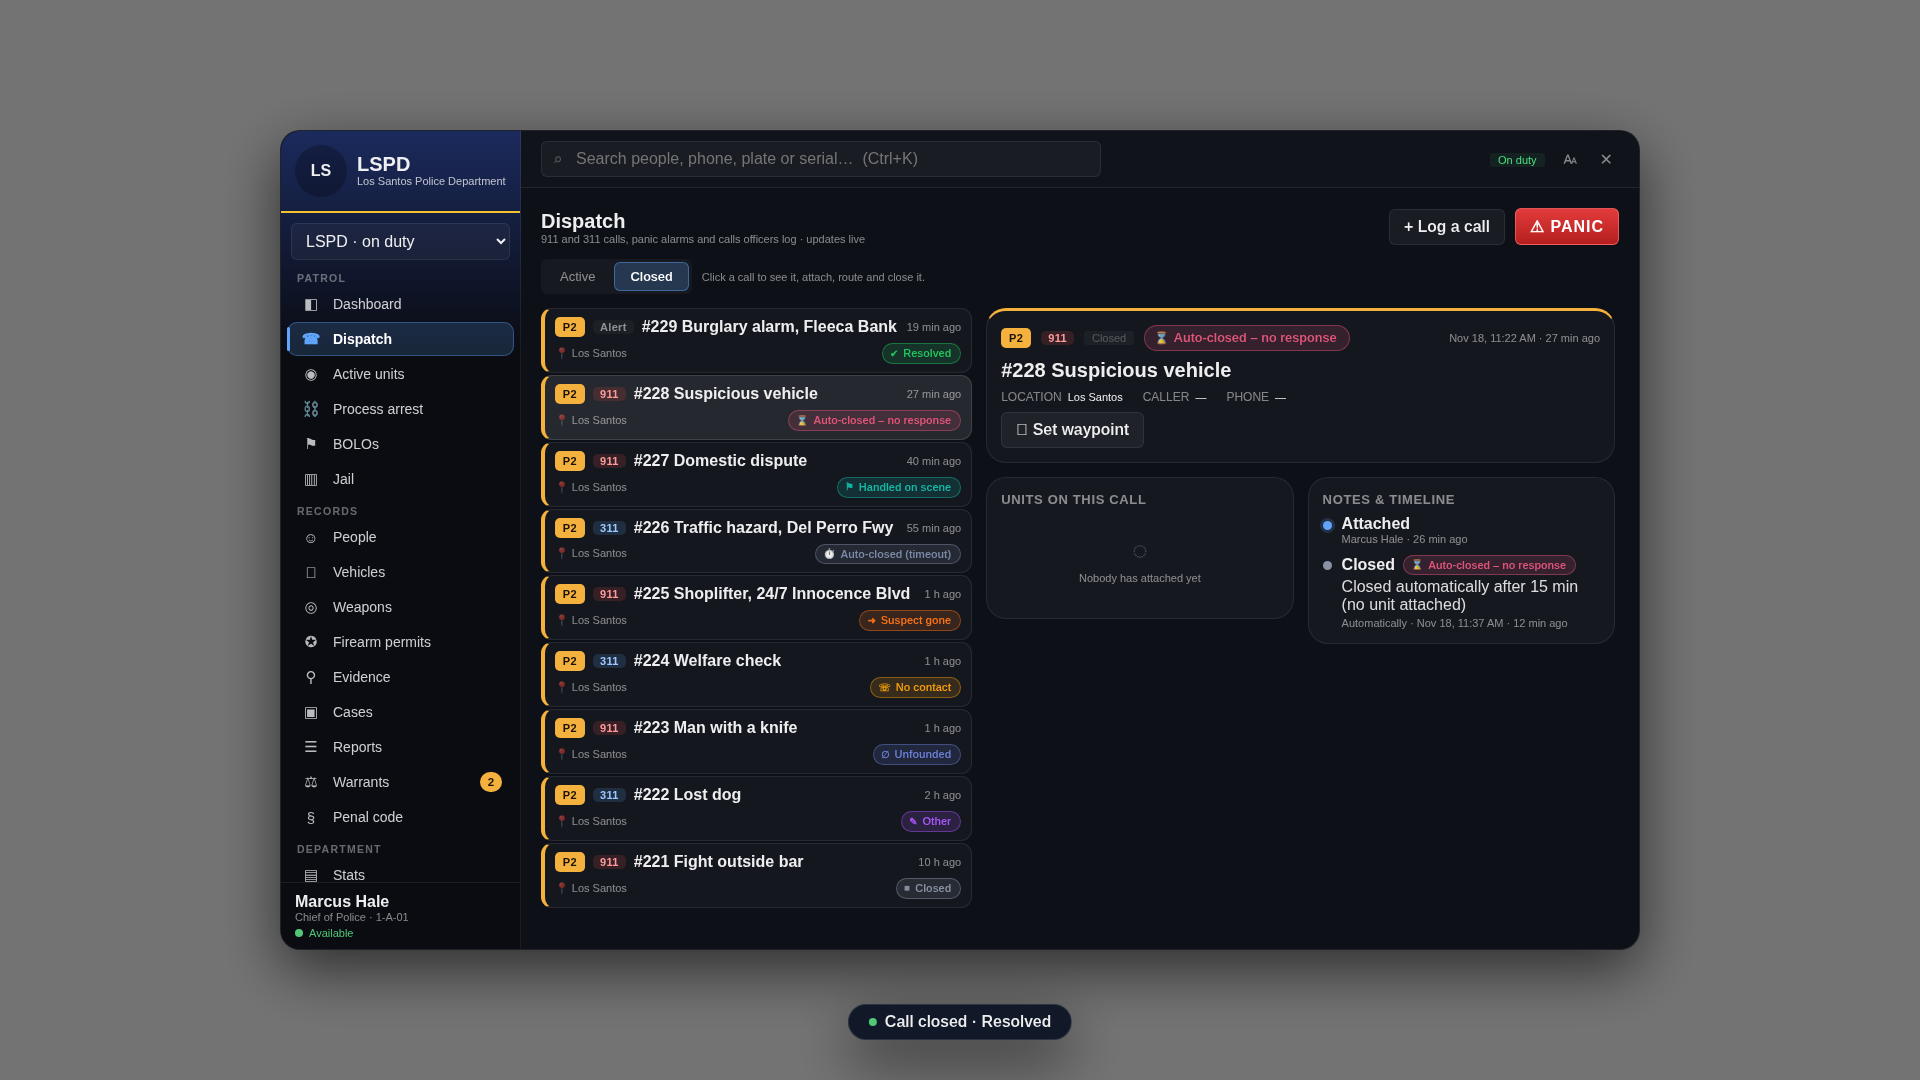 LS
LSPD
Los Santos Police Department
LSPD · on duty
PATROL
Dashboard
Dispatch
Active units
Process arrest
BOLOs
Jail
RECORDS
People
Vehicles
Weapons
Firearm permits
Evidence
Cases
Reports
Warrants 2
§ Penal code
DEPARTMENT
Stats
Marcus Hale
Chief of Police · 1-A-01
Available
Search people, phone, plate or serial… (Ctrl+K)
On duty
Dispatch
911 and 311 calls, panic alarms and calls officers log · updates live
+ Log a call
⚠ PANIC
Active
Closed
Click a call to see it, attach, route and close it.
P2 Alert #229 Burglary alarm, Fleeca Bank 19 min ago
Los Santos ✔ Resolved
P2 911 #228 Suspicious vehicle 27 min ago
Los Santos Auto-closed – no response
P2 911 #227 Domestic dispute 40 min ago
Los Santos Handled on scene
P2 311 #226 Traffic hazard, Del Perro Fwy 55 min ago
Los Santos Auto-closed (timeout)
P2 911 #225 Shoplifter, 24/7 Innocence Blvd 1 h ago
Los Santos Suspect gone
P2 311 #224 Welfare check 1 h ago
Los Santos No contact
P2 911 #223 Man with a knife 1 h ago
Los Santos Unfounded
P2 311 #222 Lost dog 2 h ago
Los Santos Other
P2 911 #221 Fight outside bar 10 h ago
Los Santos Closed
P2 911 Closed Auto-closed – no response Nov 18, 11:22 AM · 27 min ago
#228 Suspicious vehicle
LOCATION Los Santos CALLER — PHONE —
Set waypoint
UNITS ON THIS CALL
Nobody has attached yet
NOTES & TIMELINE
Attached
Marcus Hale · 26 min ago
Closed Auto-closed – no response
Closed automatically after 15 min
(no unit attached)
Automatically · Nov 18, 11:37 AM · 12 min ago
Call closed · Resolved